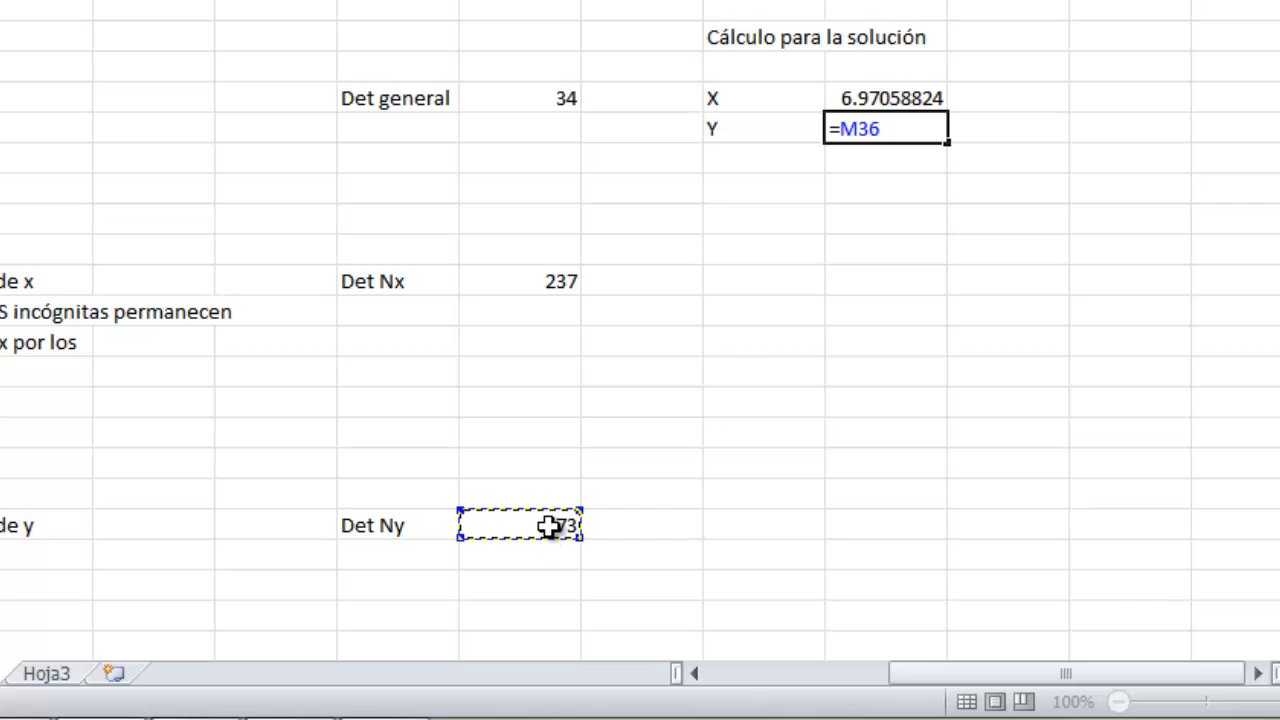 Cálculo para la solución
Det general 34 X 6.97058824
Y =M36
de x Det Nx 237
S incógnitas permanecen
x por los
de y Det Ny
Hoja3
100%